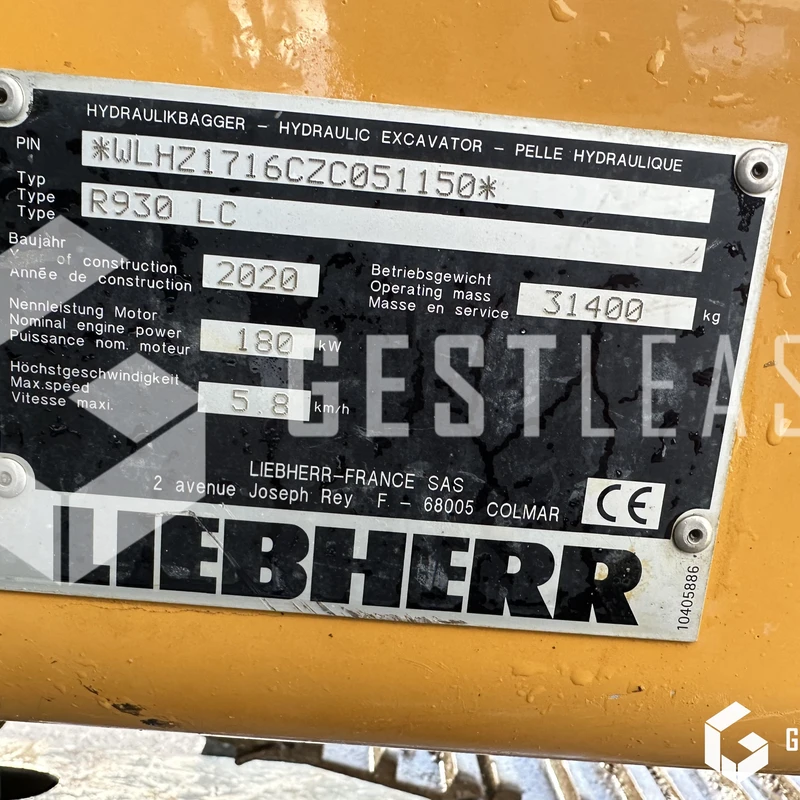 HYDRAULIKBAGGER – HYDRAULIC EXCAVATOR – PELLE HYDRAULIQUE
PIN *WLHZ1716CZC051150*
Typ
Type
Type
R930 LC
Baujahr
Year of construction
Année de construction
2020
Betriebsgewicht
Operating mass
Masse en service
31400 kg
Nennleistung Motor
Nominal engine power
Puissance nom. moteur
180 kW
Höchstgeschwindigkeit
Max.speed
Vitesse maxi.
5.8 km/h
GESTLEAS
LIEBHERR-FRANCE SAS
2 avenue Joseph Rey F – 68005 COLMAR
CE
LIEBHERR
10405886
G